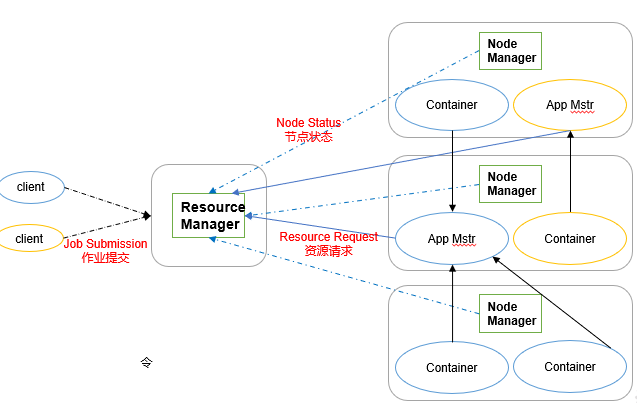 Node
Manager
Container
App Mstr
Node Status
节点状态
client
Resource
Manager
Node
Manager
client
Job Submission
作业提交
Resource Request
资源请求
App Mstr
Container
Node
Manager
令
Container
Container